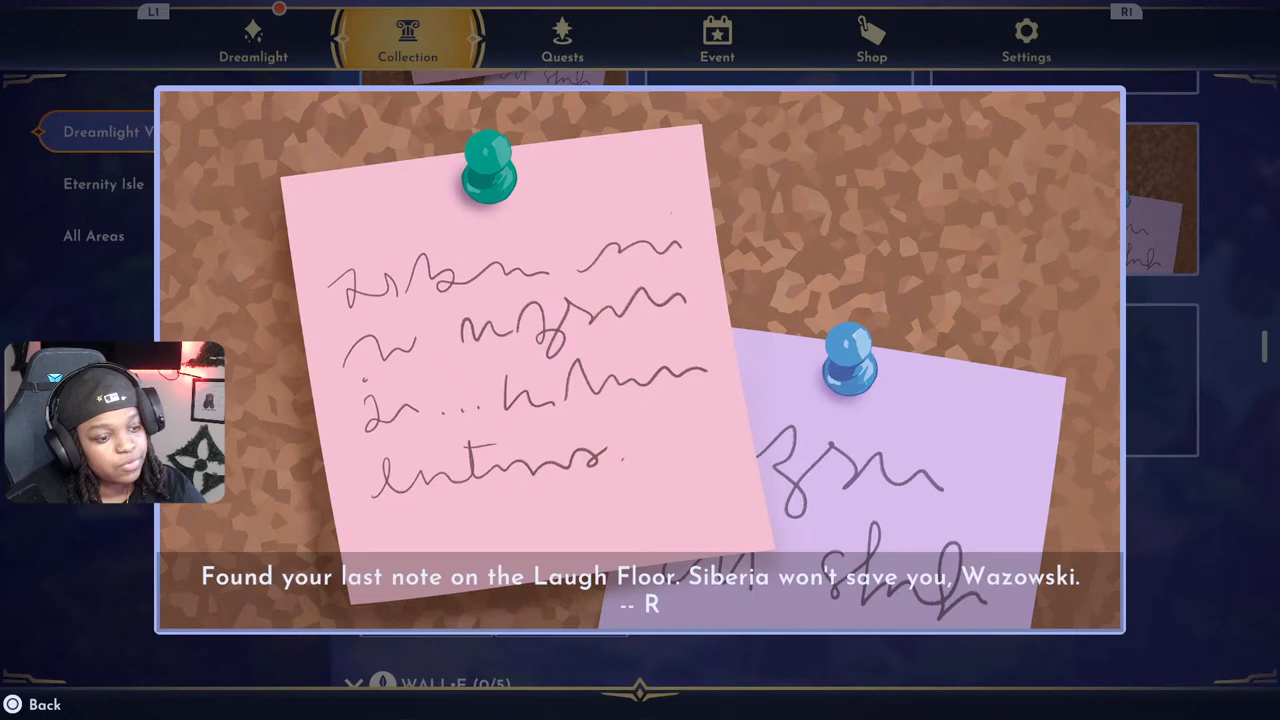 L1
R1
Dreamlight
Collection
Quests
Event
Shop
Settings
Dreamlight V
Eternity Isle
All Areas
Found your last note on the Laugh Floor. Siberia won't save you, Wazowski.
-- R
WALL•E (0/5)
Back